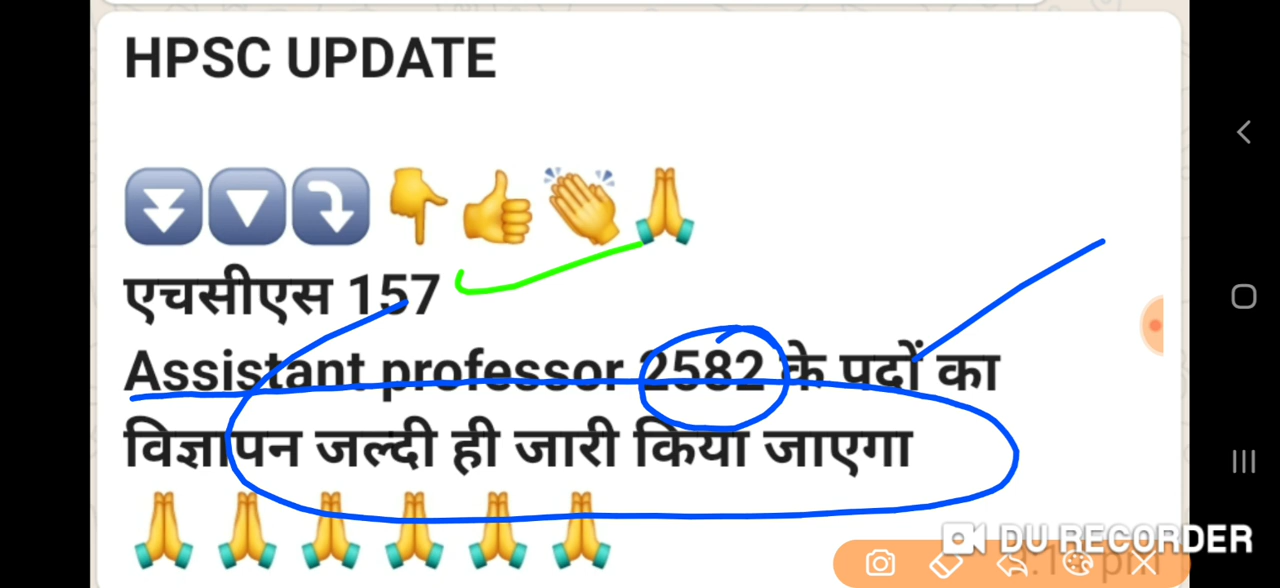 HPSC UPDATE
एचसीएस 157
Assistant professor 2582 के पदों का
विज्ञापन जल्दी ही जारी किया जाएगा
DU RECORDER